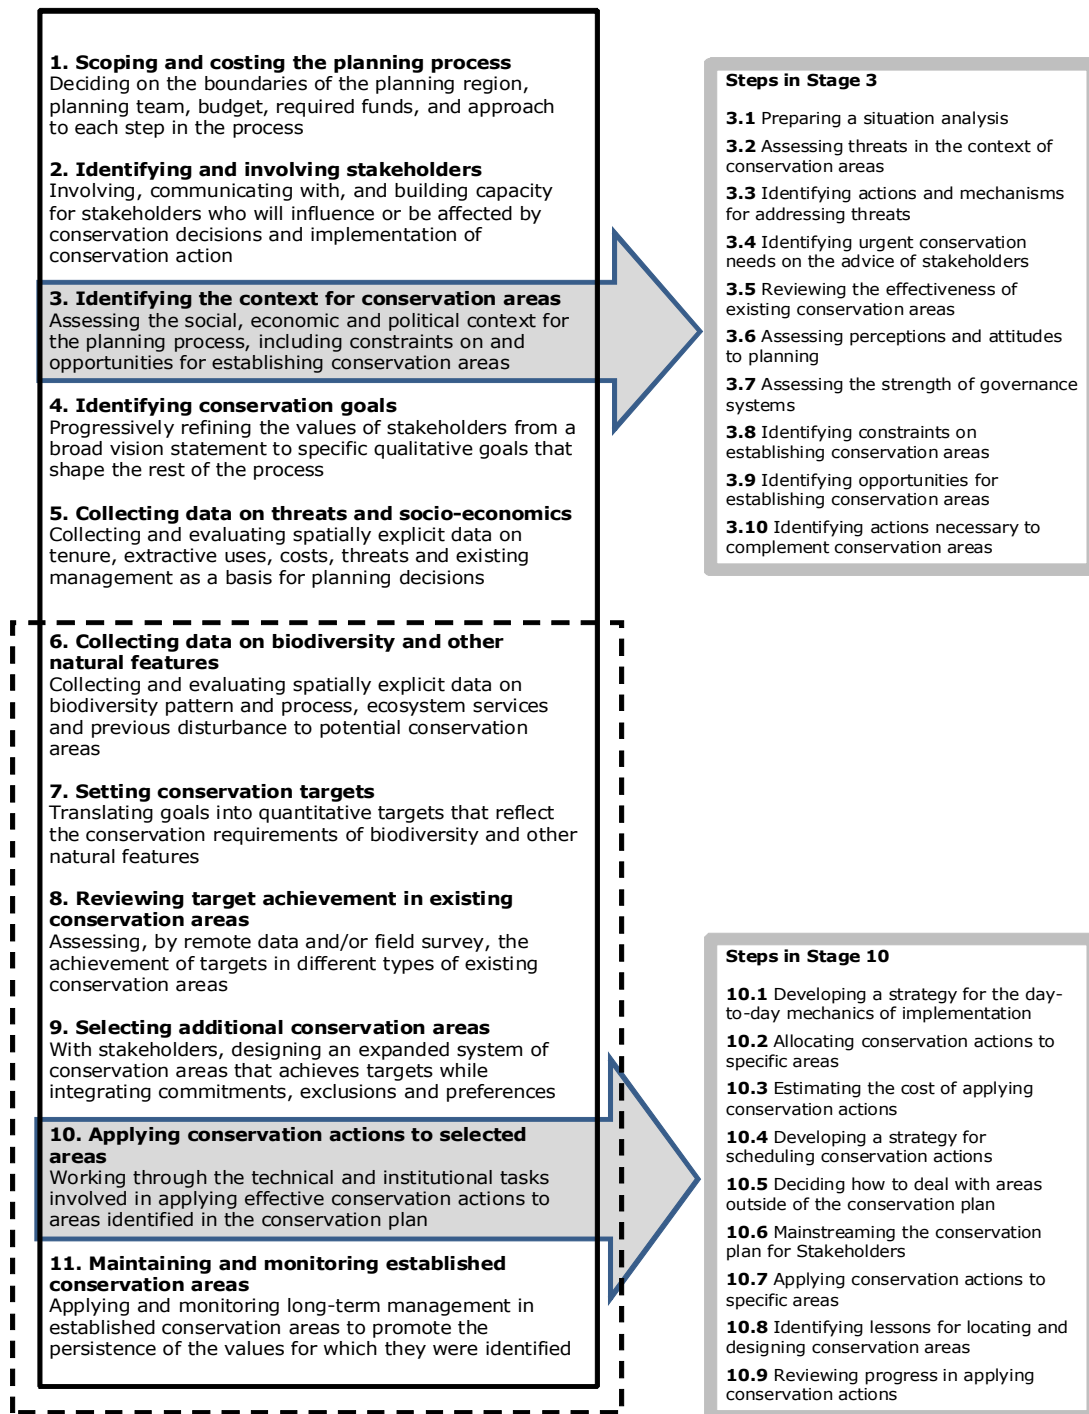 1. Scoping and costing the planning process
Deciding on the boundaries of the planning region,
planning team, budget, required funds, and approach
to each step in the process
2. Identifying and involving stakeholders
Involving, communicating with, and building capacity
for stakeholders who will influence or be affected by
conservation decisions and implementation of
conservation action
3. Identifying the context for conservation areas
Assessing the social, economic and political context for
the planning process, including constraints on and
opportunities for establishing conservation areas
4. Identifying conservation goals
Progressively refining the values of stakeholders from a
broad vision statement to specific qualitative goals that
shape the rest of the process
5. Collecting data on threats and socio-economics
Collecting and evaluating spatially explicit data on
tenure, extractive uses, costs, threats and existing
management as a basis for planning decisions
6. Collecting data on biodiversity and other
natural features
Collecting and evaluating spatially explicit data on
biodiversity pattern and process, ecosystem services
and previous disturbance to potential conservation
areas
7. Setting conservation targets
Translating goals into quantitative targets that reflect
the conservation requirements of biodiversity and other
natural features
8. Reviewing target achievement in existing
conservation areas
Assessing, by remote data and/or field survey, the
achievement of targets in different types of existing
conservation areas
9. Selecting additional conservation areas
With stakeholders, designing an expanded system of
conservation areas that achieves targets while
integrating commitments, exclusions and preferences
10. Applying conservation actions to selected
areas
Working through the technical and institutional tasks
involved in applying effective conservation actions to
areas identified in the conservation plan
11. Maintaining and monitoring established
conservation areas
Applying and monitoring long-term management in
established conservation areas to promote the
persistence of the values for which they were identified
Steps in Stage 3
3.1 Preparing a situation analysis
3.2 Assessing threats in the context of
conservation areas
3.3 Identifying actions and mechanisms
for addressing threats
3.4 Identifying urgent conservation
needs on the advice of stakeholders
3.5 Reviewing the effectiveness of
existing conservation areas
3.6 Assessing perceptions and attitudes
to planning
3.7 Assessing the strength of governance
systems
3.8 Identifying constraints on
establishing conservation areas
3.9 Identifying opportunities for
establishing conservation areas
3.10 Identifying actions necessary to
complement conservation areas
Steps in Stage 10
10.1 Developing a strategy for the day-
to-day mechanics of implementation
10.2 Allocating conservation actions to
specific areas
10.3 Estimating the cost of applying
conservation actions
10.4 Developing a strategy for
scheduling conservation actions
10.5 Deciding how to deal with areas
outside of the conservation plan
10.6 Mainstreaming the conservation
plan for Stakeholders
10.7 Applying conservation actions to
specific areas
10.8 Identifying lessons for locating and
designing conservation areas
10.9 Reviewing progress in applying
conservation actions